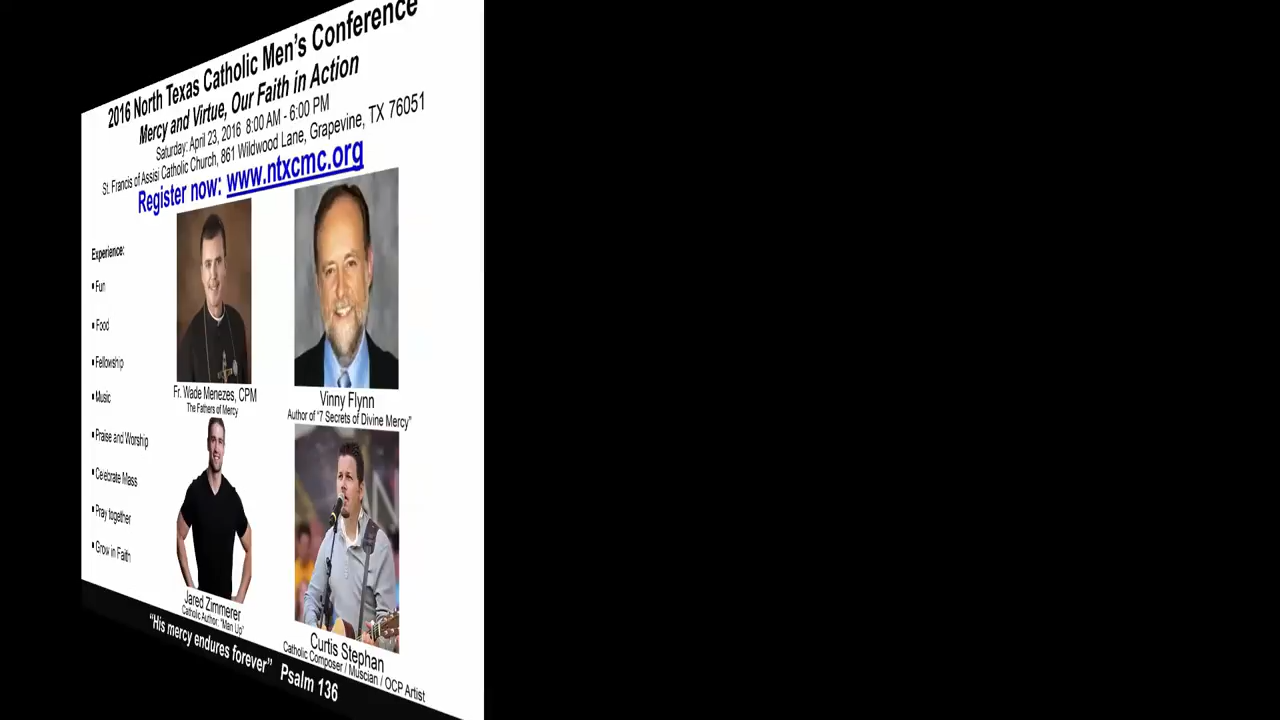 2016 North Texas Catholic Men's Conference
Mercy and Virtue, Our Faith in Action
Saturday: April 23, 2016 8:00 AM - 6:00 PM
St. Francis of Assisi Catholic Church, 861 Wildwood Lane, Grapevine, TX 76051
Register now: www.ntxcmc.org
Experience:
▪ Fun
▪ Food
▪ Fellowship
▪ Music
▪ Praise and Worship
▪ Celebrate Mass
▪ Pray together
▪ Grow in Faith
Fr. Wade Menezes, CPM
The Fathers of Mercy
Vinny Flynn
Author of "7 Secrets of Divine Mercy"
Jared Zimmerer
Catholic Author: "Man Up"
Curtis Stephan
Catholic Composer / Muscian / OCP Artist
"His mercy endures forever" Psalm 136